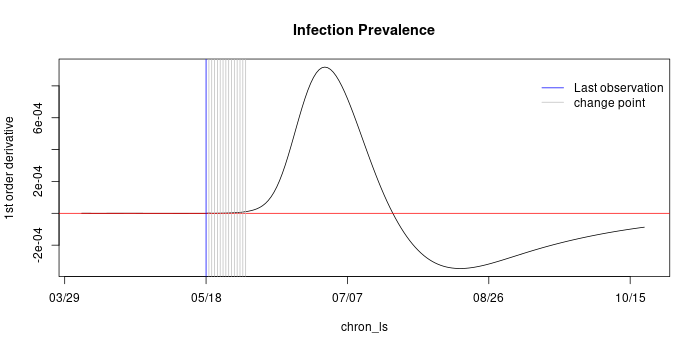 Infection Prevalence
1st order derivative
6e-04
2e-04
-2e-04
Last observation
change point
03/29
05/18
07/07
08/26
10/15
chron_ls